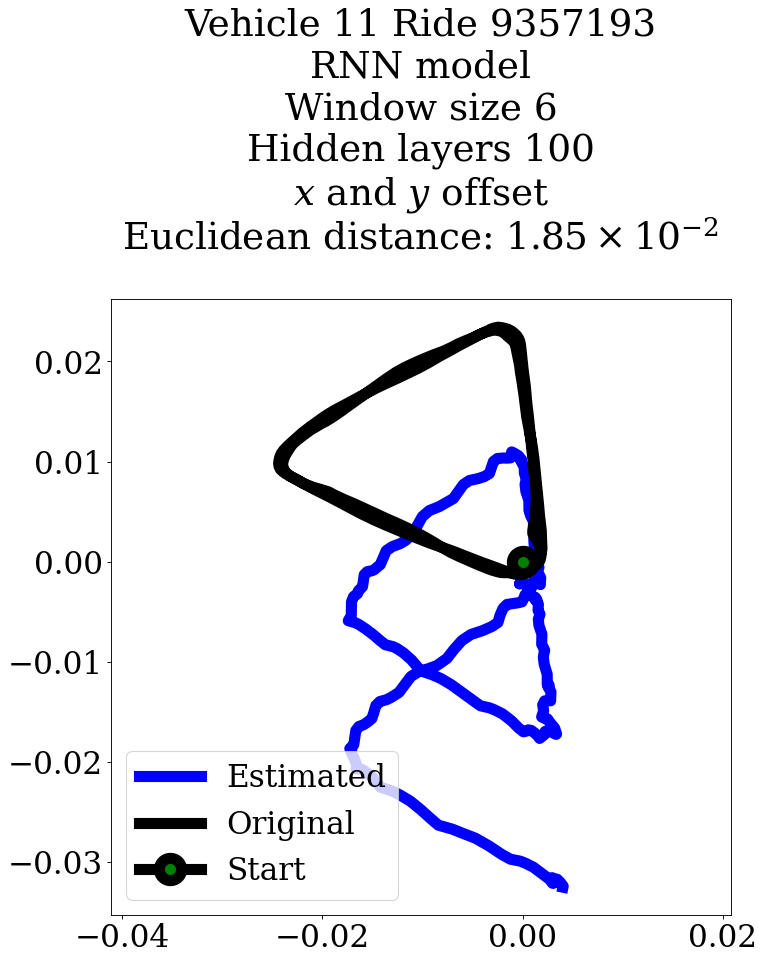 Vehicle 11 Ride 9357193
RNN model
Window size 6
Hidden layers 100
x and y offset
Euclidean distance: 1.85 × 10⁻²
0.02
0.01
0.00
−0.01
−0.02
−0.03
Estimated
Original
Start
−0.04 −0.02 0.00 0.02